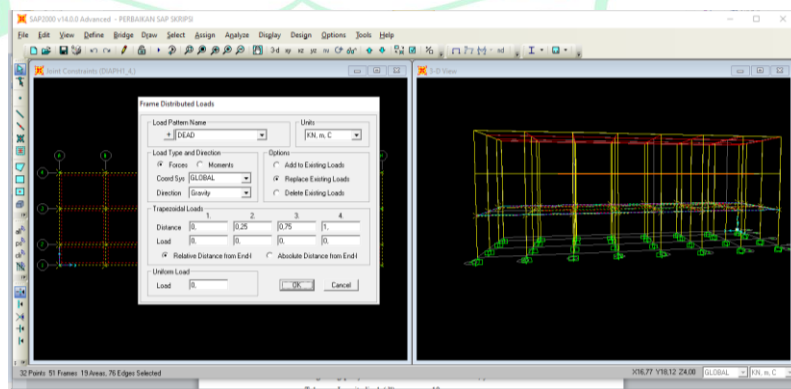 SAP2000 v14.0.0 Advanced - PERBAIKAN SAP SKRIPSI
File Edit View Define Bridge Draw Select Assign Analyze Display Design Options Tools Help
3-d xy xz yz nv
Joint Constraints (DIAPH1_4,)
3-D View
Frame Distributed Loads
Load Pattern Name
+ DEAD
Units
KN, m, C
Load Type and Direction
Forces Moments
Coord Sys GLOBAL
Direction Gravity
Options
Add to Existing Loads
Replace Existing Loads
Delete Existing Loads
Trapezoidal Loads
1. 2. 3. 4.
Distance 0, 0,25 0,75 1,
Load 0, 0, 0, 0,
Relative Distance from End-I Absolute Distance from End-I
Uniform Load
Load 0,
OK Cancel
32 Points 51 Frames 19 Areas, 76 Edges Selected
X16,77 Y18,12 Z4,00 GLOBAL KN, m, C